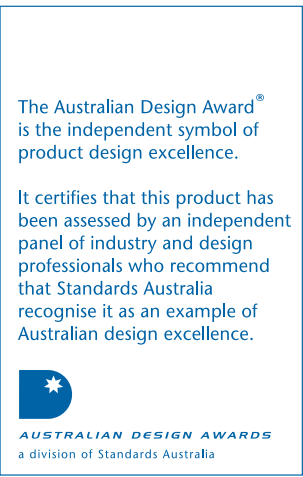 The Australian Design Award®
is the independent symbol of
product design excellence.
It certifies that this product has
been assessed by an independent
panel of industry and design
professionals who recommend
that Standards Australia
recognise it as an example of
Australian design excellence.
AUSTRALIAN DESIGN AWARDS
a division of Standards Australia